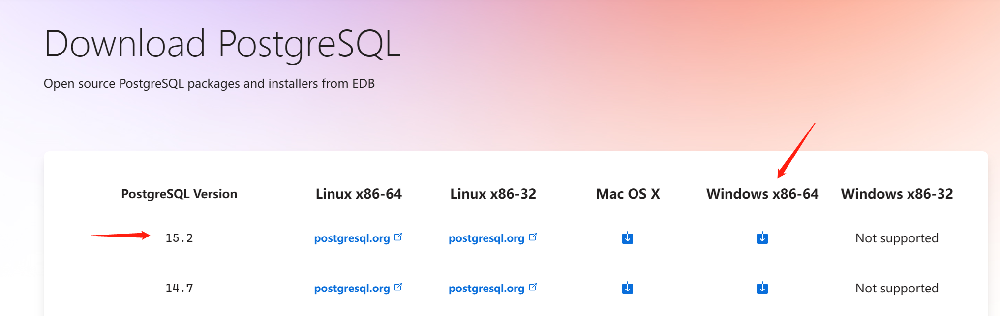 Download PostgreSQL
Open source PostgreSQL packages and installers from EDB
PostgreSQL Version Linux x86-64 Linux x86-32 Mac OS X Windows x86-64 Windows x86-32
15.2 postgresql.org postgresql.org Not supported
14.7 postgresql.org postgresql.org Not supported